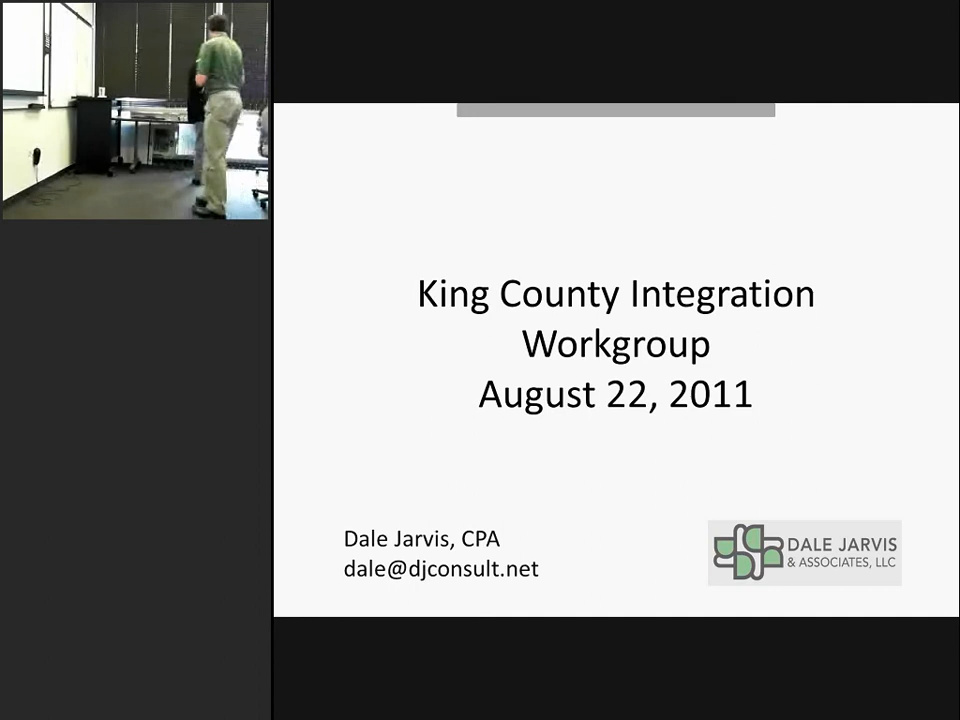 King County Integration
Workgroup
August 22, 2011
Dale Jarvis, CPA
dale@djconsult.net
DALE JARVIS
& ASSOCIATES, LLC